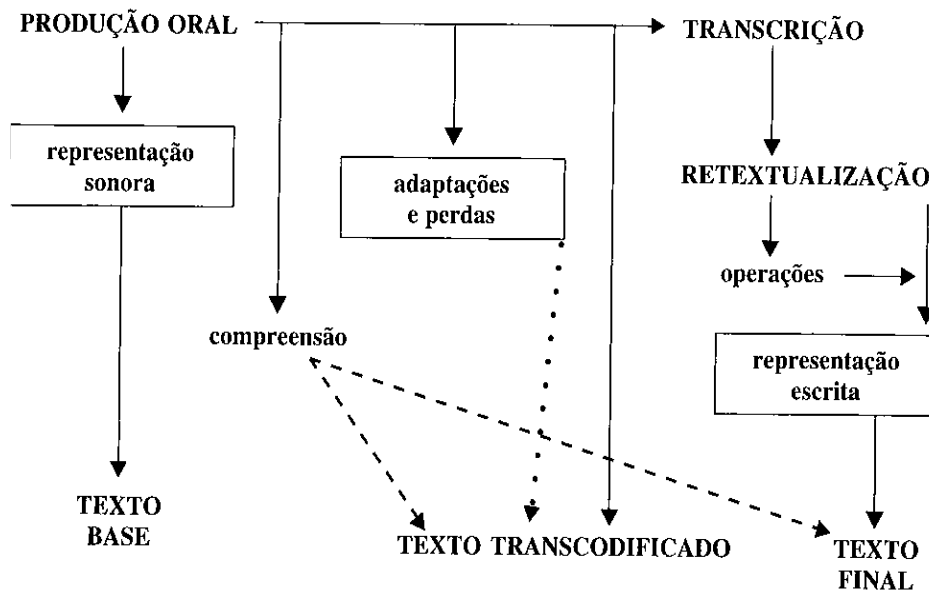 PRODUÇÃO ORAL
TRANSCRIÇÃO
representação
sonora
adaptações
e perdas
RETEXTUALIZAÇÃO
operações
compreensão
representação
escrita
TEXTO
BASE
TEXTO TRANSCODIFICADO
TEXTO
FINAL